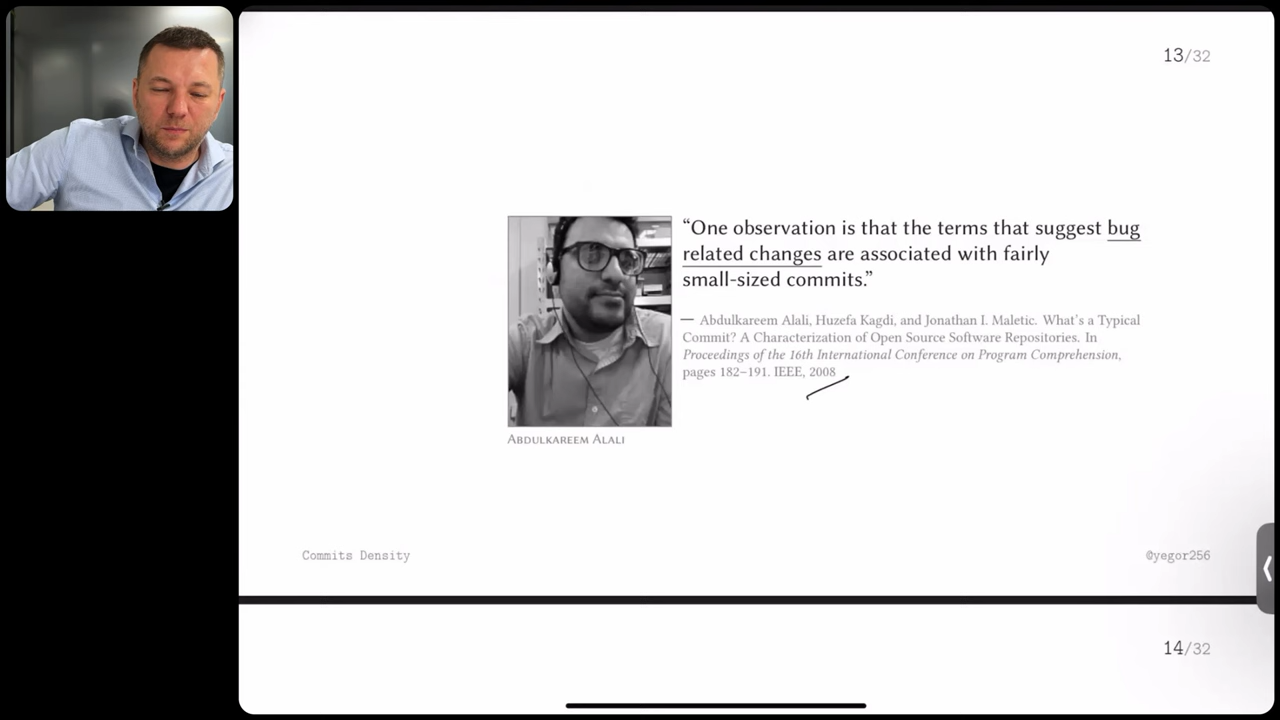 13/32
“One observation is that the terms that suggest bug
related changes are associated with fairly
small-sized commits.”
— Abdulkareem Alali, Huzefa Kagdi, and Jonathan I. Maletic. What’s a Typical
Commit? A Characterization of Open Source Software Repositories. In
Proceedings of the 16th International Conference on Program Comprehension,
pages 182–191. IEEE, 2008
Abdulkareem Alali
Commits Density
@yegor256
14/32